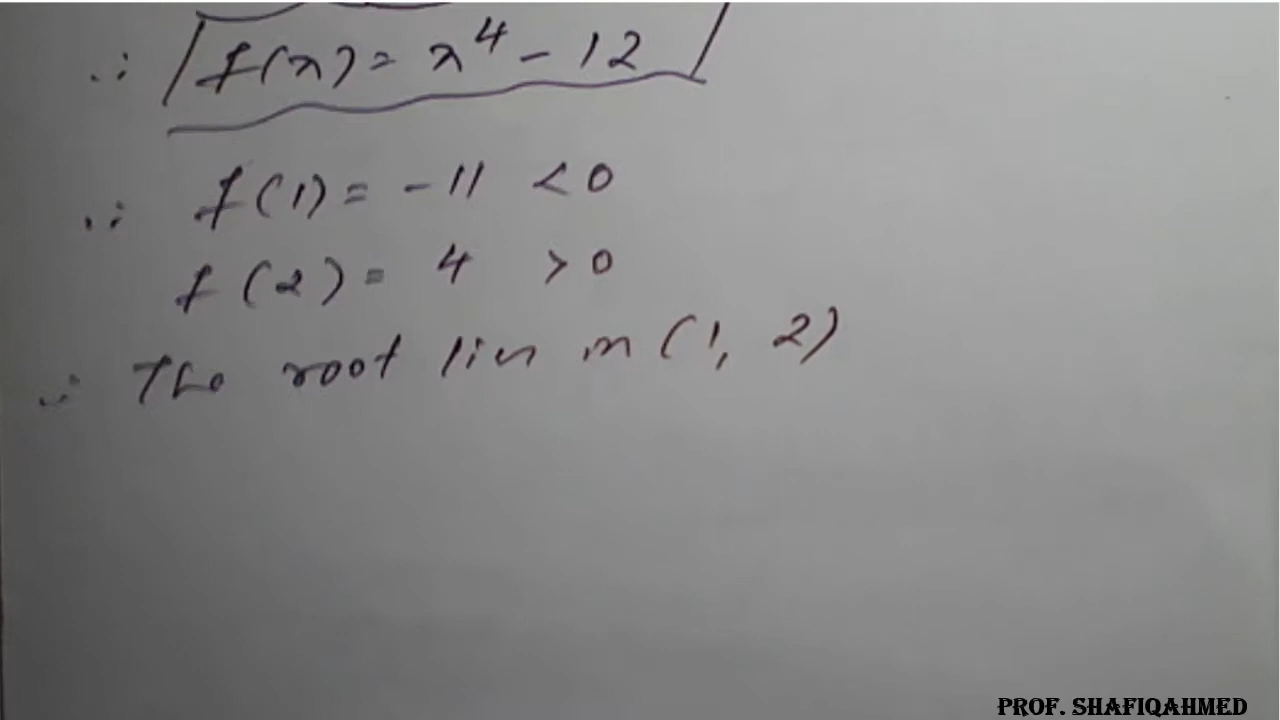 ∴ f(x) = x⁴ - 12
∴ f(1) = -11 < 0
f(2) = 4 > 0
∴ The root lies in (1, 2)
PROF. SHAFIQAHMED